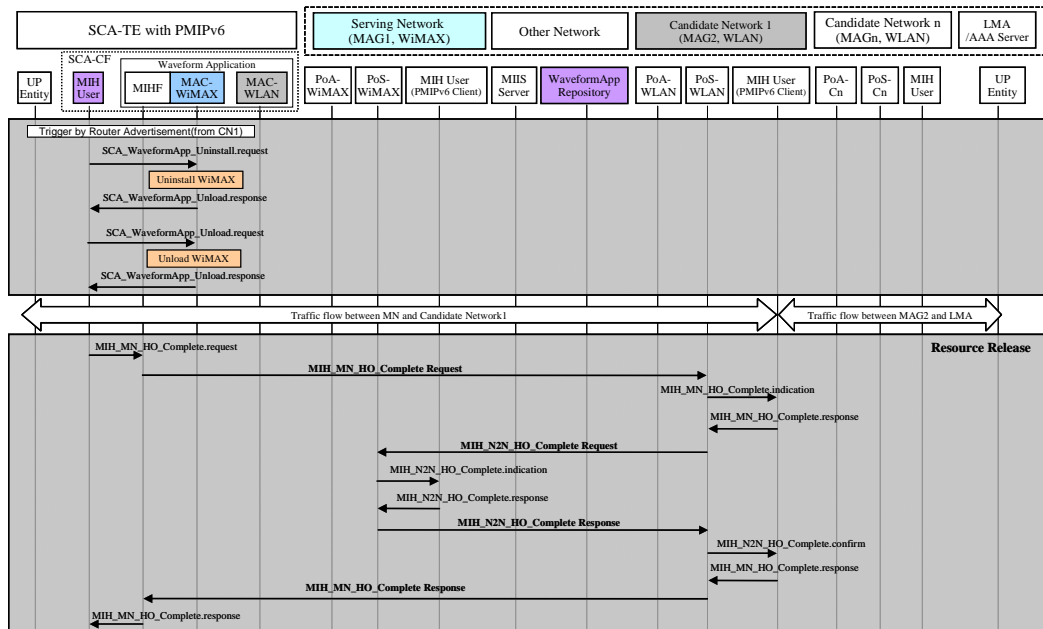 SCA-TE with PMIPv6
Serving Network
(MAG1, WiMAX)
Other Network
Candidate Network 1
(MAG2, WLAN)
Candidate Network n
(MAGn, WLAN)
LMA
/AAA Server
SCA-CF
Waveform Application
UP
Entity
MIH
User
MIHF
MAC-
WiMAX
MAC-
WLAN
PoA-
WiMAX
PoS-
WiMAX
MIH User
(PMIPv6 Client)
MIIS
Server
WaveformApp
Repository
PoA-
WLAN
PoS-
WLAN
MIH User
(PMIPv6 Client)
PoA-
Cn
PoS-
Cn
MIH
User
UP
Entity
Trigger by Router Advertisement(from CN1)
SCA_WaveformApp_Uninstall.request
Uninstall WiMAX
SCA_WaveformApp_Unload.response
SCA_WaveformApp_Unload.request
Unload WiMAX
SCA_WaveformApp_Unload.response
Traffic flow between MN and Candidate Network1
Traffic flow between MAG2 and LMA
Resource Release
MIH_MN_HO_Complete.request
MIH_MN_HO_Complete Request
MIH_MN_HO_Complete.indication
MIH_MN_HO_Complete.response
MIH_N2N_HO_Complete Request
MIH_N2N_HO_Complete.indication
MIH_N2N_HO_Complete.response
MIH_N2N_HO_Complete Response
MIH_N2N_HO_Complete.confirm
MIH_MN_HO_Complete.response
MIH_MN_HO_Complete Response
MIH_MN_HO_Complete.response